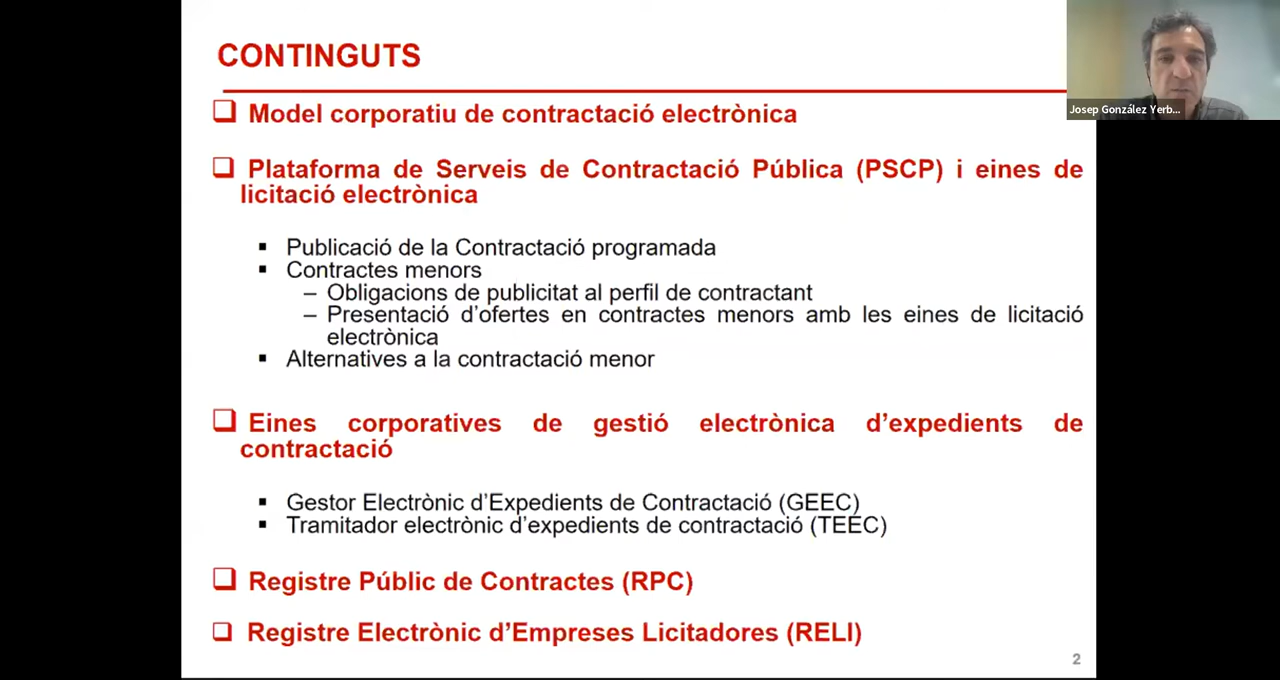 CONTINGUTS
Josep González Yerb...
Model corporatiu de contractació electrònica
Plataforma de Serveis de Contractació Pública (PSCP) i eines de
licitació electrònica
Publicació de la Contractació programada
Contractes menors
– Obligacions de publicitat al perfil de contractant
– Presentació d'ofertes en contractes menors amb les eines de licitació
electrònica
Alternatives a la contractació menor
Eines corporatives de gestió electrònica d'expedients de
contractació
Gestor Electrònic d'Expedients de Contractació (GEEC)
Tramitador electrònic d'expedients de contractació (TEEC)
Registre Públic de Contractes (RPC)
Registre Electrònic d'Empreses Licitadores (RELI)
2